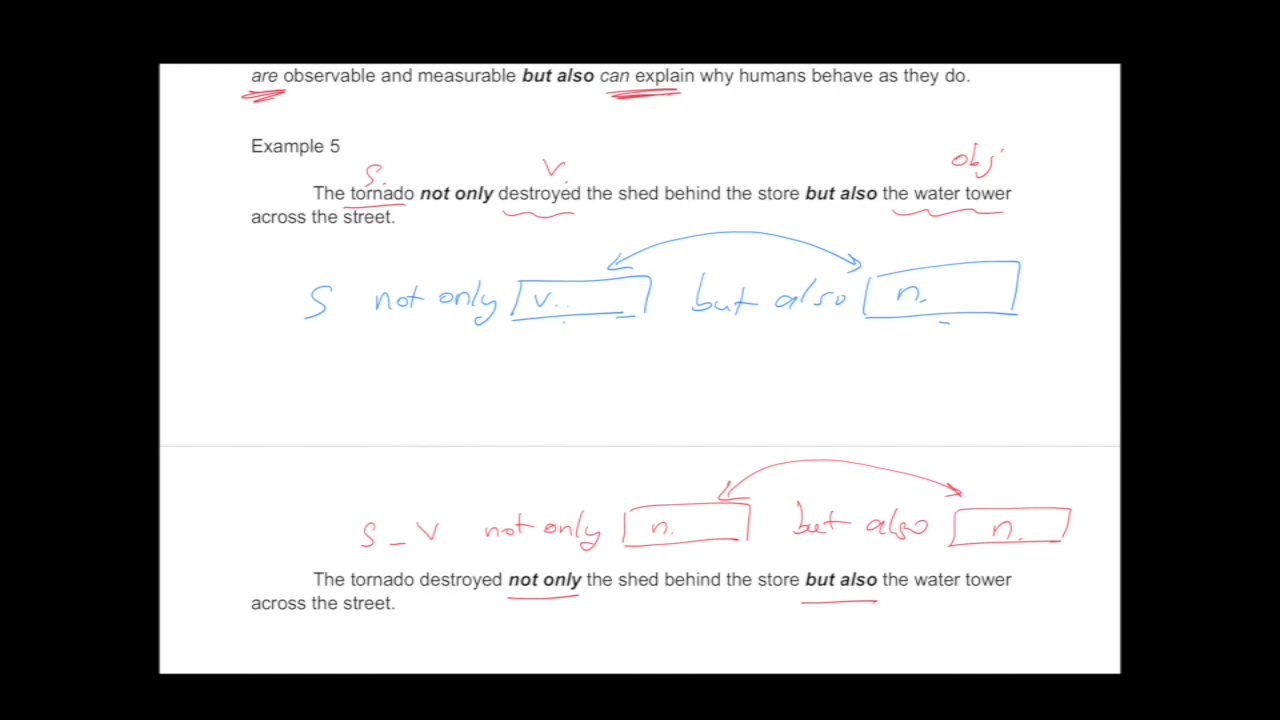 are observable and measurable but also can explain why humans behave as they do.
Example 5
S. V. obj
The tornado not only destroyed the shed behind the store but also the water tower
across the street.
S not only v.. but also n.
S - V not only n. but also n.
The tornado destroyed not only the shed behind the store but also the water tower
across the street.